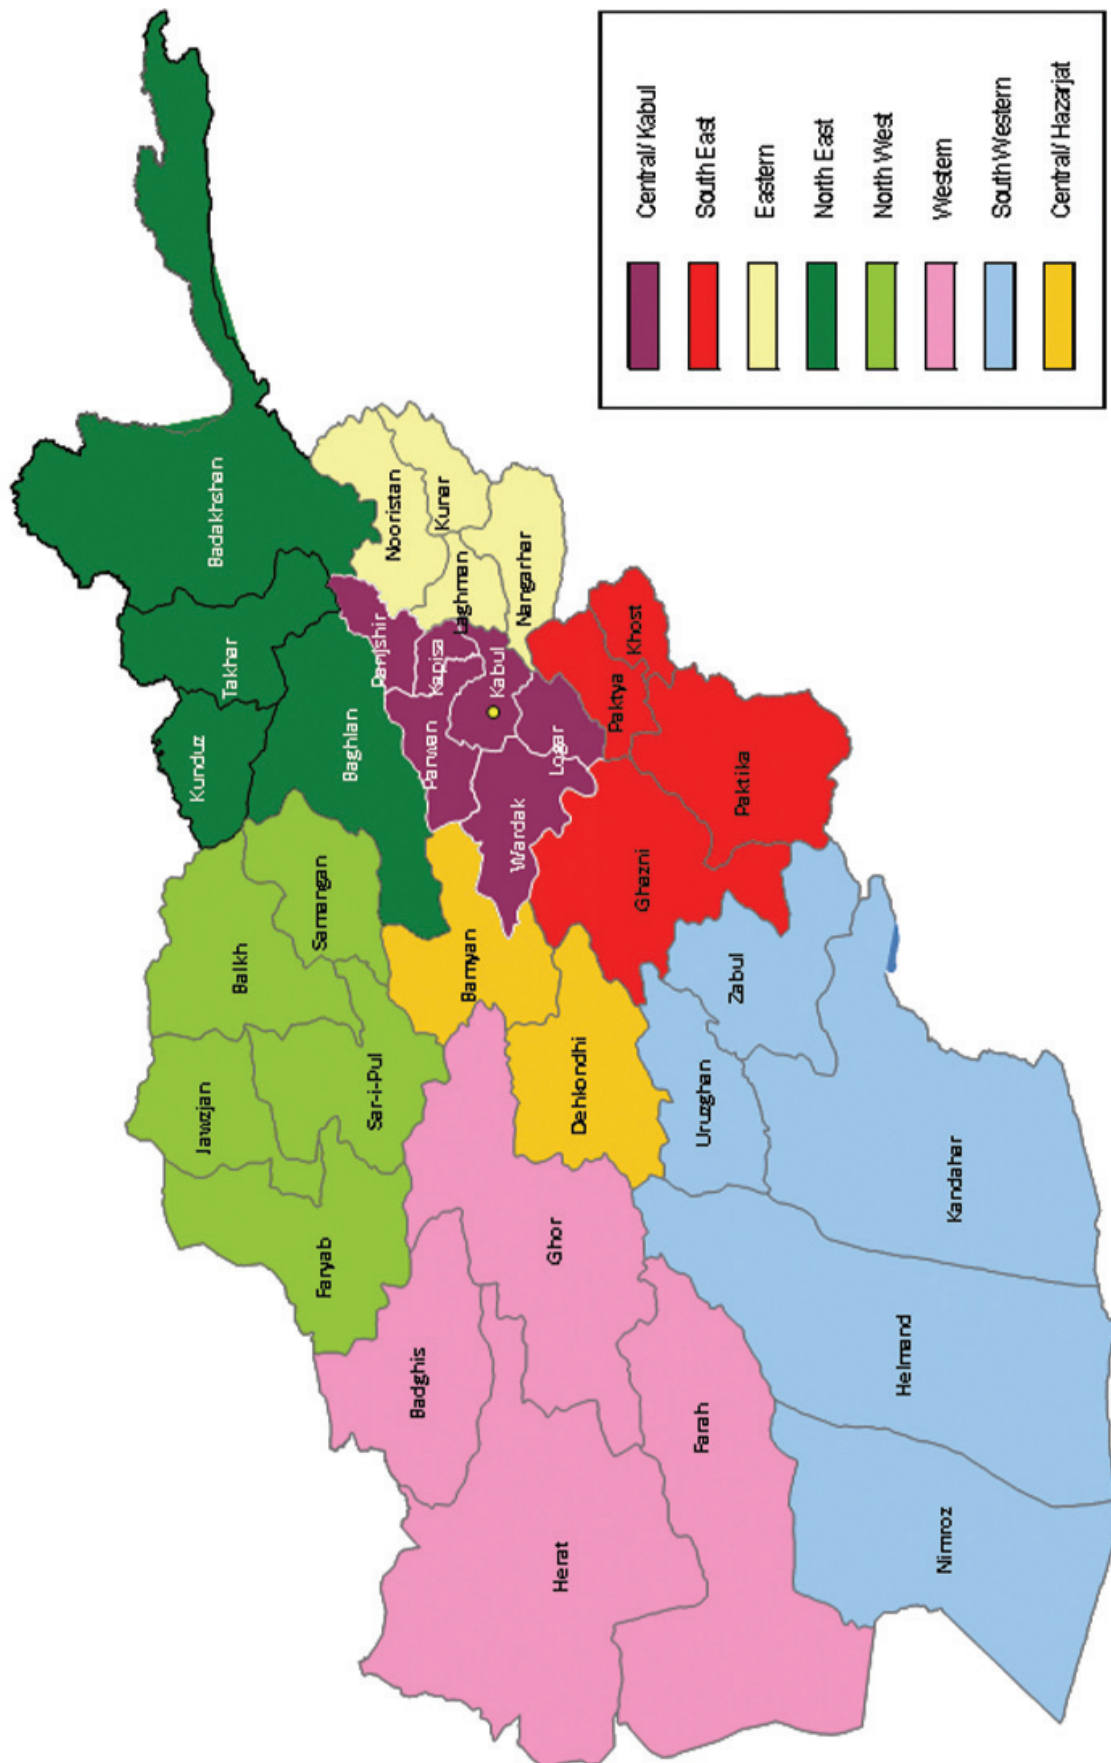 Badakhshan
Takhar
Kunduz
Baghlan
Nooristan
Kunar
Laghman
Nangarhar
Panjshir
Kapisa
Parwan
Kabul
Logar
Wardak
Khost
Paktya
Paktika
Ghazni
Samangan
Balkh
Sar-i-Pul
Jawzjan
Faryab
Bamyan
Dehkondhi
Zabul
Uruzghan
Kandahar
Helmand
Nimroz
Badghis
Ghor
Herat
Farah
Central/ Kabul
South East
Eastern
North East
North West
Western
South Western
Central/ Hazarjat